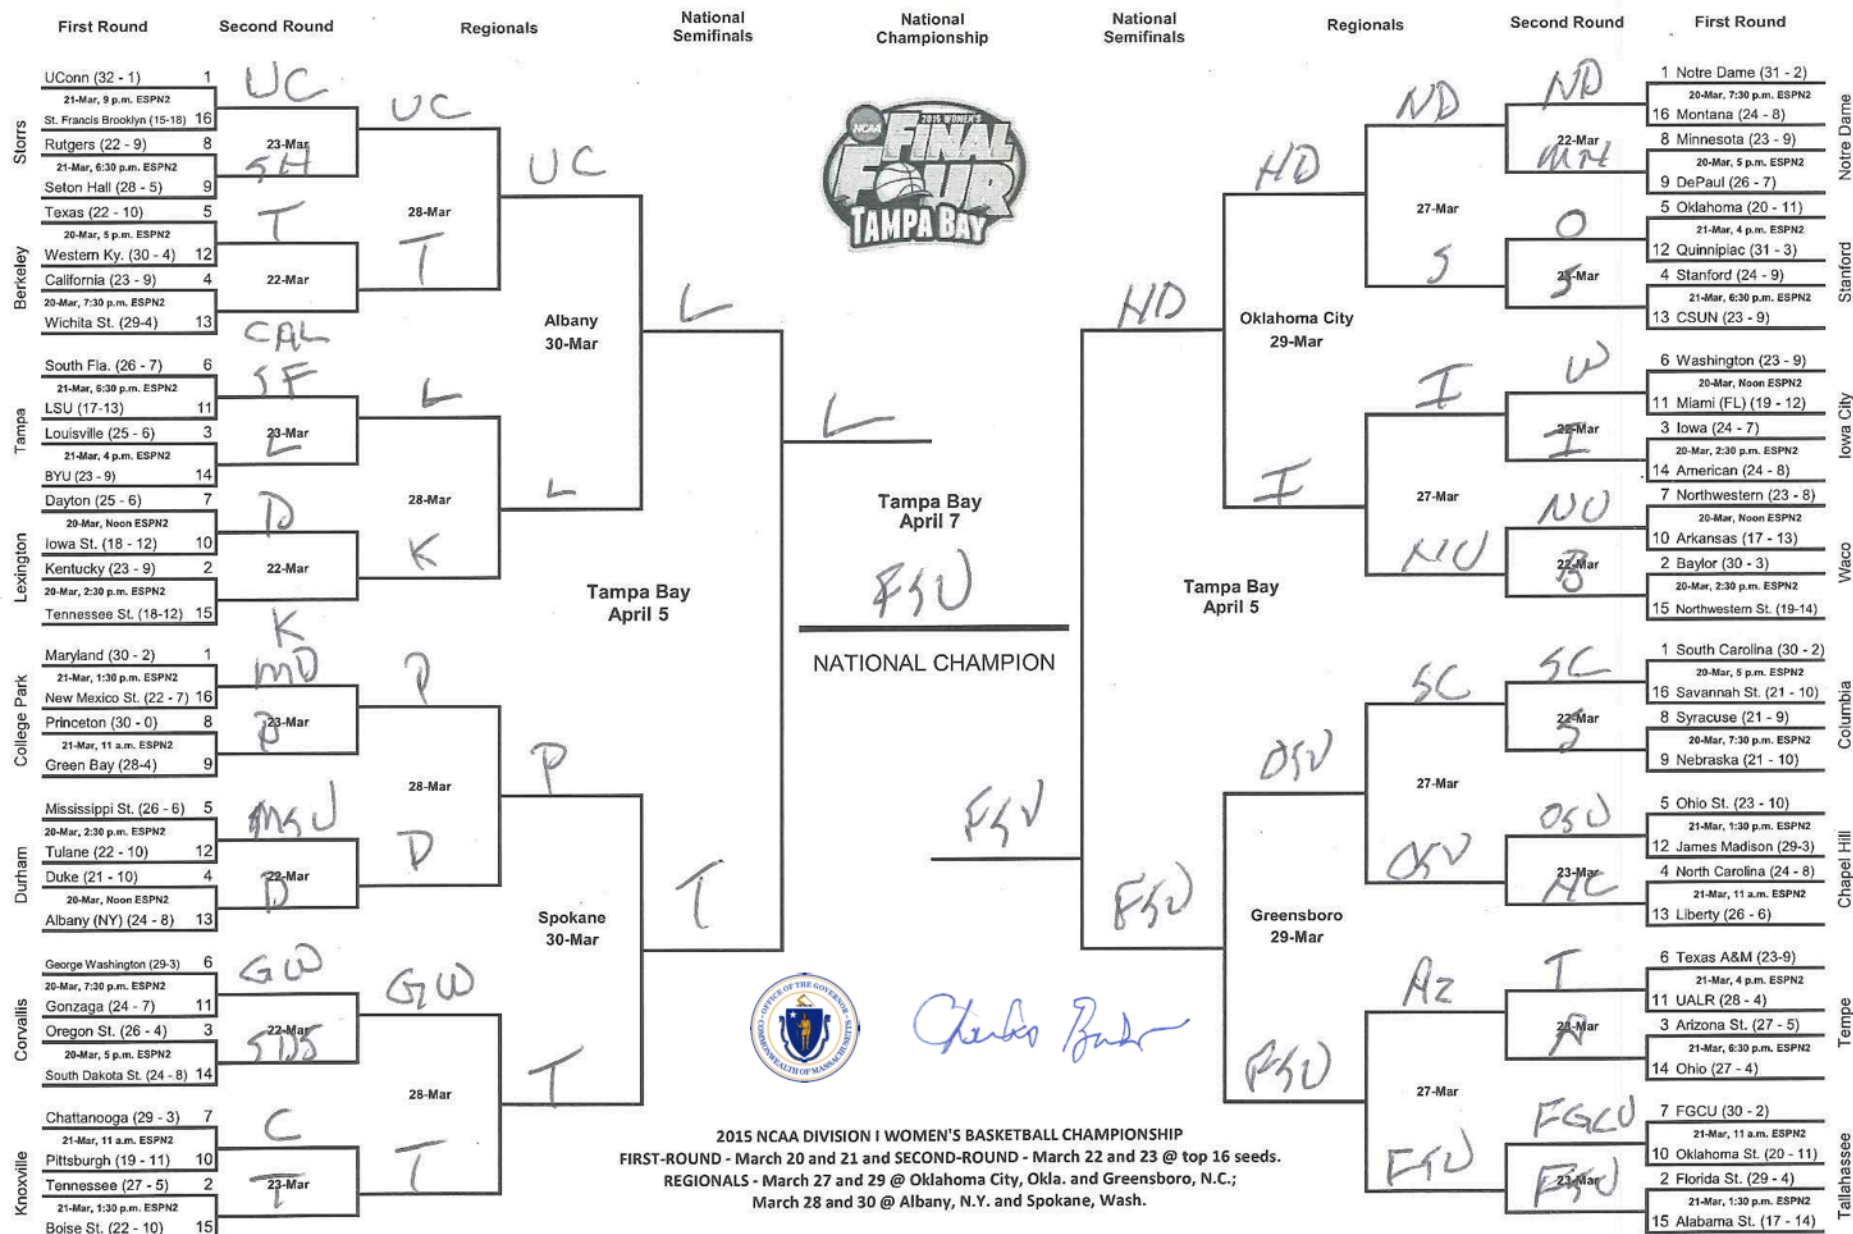 First Round
Second Round
Regionals
National
Semifinals
National
Championship
National
Semifinals
Regionals
Second Round
First Round
Storrs
UConn (32 - 1) 1
21-Mar, 9 p.m. ESPN2
St. Francis Brooklyn (15-18) 16
Rutgers (22 - 9) 8
21-Mar, 6:30 p.m. ESPN2
Seton Hall (28 - 5) 9
Berkeley
Texas (22 - 10) 5
20-Mar, 5 p.m. ESPN2
Western Ky. (30 - 4) 12
California (23 - 9) 4
20-Mar, 7:30 p.m. ESPN2
Wichita St. (29-4) 13
Tampa
South Fla. (26 - 7) 6
21-Mar, 6:30 p.m. ESPN2
LSU (17-13) 11
Louisville (25 - 6) 3
21-Mar, 4 p.m. ESPN2
BYU (23 - 9) 14
Lexington
Dayton (25 - 6) 7
20-Mar, Noon ESPN2
Iowa St. (18 - 12) 10
Kentucky (23 - 9) 2
20-Mar, 2:30 p.m. ESPN2
Tennessee St. (18-12) 15
College Park
Maryland (30 - 2) 1
21-Mar, 1:30 p.m. ESPN2
New Mexico St. (22 - 7) 16
Princeton (30 - 0) 8
21-Mar, 11 a.m. ESPN2
Green Bay (28-4) 9
Durham
Mississippi St. (26 - 6) 5
20-Mar, 2:30 p.m. ESPN2
Tulane (22 - 10) 12
Duke (21 - 10) 4
20-Mar, Noon ESPN2
Albany (NY) (24 - 8) 13
Corvallis
George Washington (29-3) 6
20-Mar, 7:30 p.m. ESPN2
Gonzaga (24 - 7) 11
Oregon St. (26 - 4) 3
20-Mar, 5 p.m. ESPN2
South Dakota St. (24 - 8) 14
Knoxville
Chattanooga (29 - 3) 7
21-Mar, 11 a.m. ESPN2
Pittsburgh (19 - 11) 10
Tennessee (27 - 5) 2
21-Mar, 1:30 p.m. ESPN2
Boise St. (22 - 10) 15
UC
23-Mar
SH
T
22-Mar
CAL
SF
23-Mar
L
D
22-Mar
K
MD
23-Mar
P
MSU
22-Mar
D
GW
22-Mar
SDS
C
23-Mar
T
UC
28-Mar
T
L
28-Mar
K
P
28-Mar
D
GW
28-Mar
T
UC
Albany
30-Mar
L
P
Spokane
30-Mar
T
L
Tampa Bay
April 5
T
NCAA
2015 WOMEN'S
FINAL
FOUR
TAMPA BAY
L
Tampa Bay
April 7
FSU
NATIONAL CHAMPION
FSU
OFFICE OF THE GOVERNOR
COMMONWEALTH OF MASSACHUSETTS
2015 NCAA DIVISION I WOMEN'S BASKETBALL CHAMPIONSHIP
FIRST-ROUND - March 20 and 21 and SECOND-ROUND - March 22 and 23 @ top 16 seeds.
REGIONALS - March 27 and 29 @ Oklahoma City, Okla. and Greensboro, N.C.;
March 28 and 30 @ Albany, N.Y. and Spokane, Wash.
ND
Tampa Bay
April 5
FSU
ND
Oklahoma City
29-Mar
I
OSU
Greensboro
29-Mar
FSU
ND
27-Mar
S
I
27-Mar
NU
SC
27-Mar
OSU
AZ
27-Mar
FSU
ND
22-Mar
MN
O
23-Mar
S
W
22-Mar
I
NU
22-Mar
B
SC
22-Mar
S
OSU
23-Mar
NC
T
23-Mar
A
FGCU
23-Mar
FSU
1 Notre Dame (31 - 2)
20-Mar, 7:30 p.m. ESPN2
16 Montana (24 - 8)
8 Minnesota (23 - 9)
20-Mar, 5 p.m. ESPN2
9 DePaul (26 - 7)
Notre Dame
5 Oklahoma (20 - 11)
21-Mar, 4 p.m. ESPN2
12 Quinnipiac (31 - 3)
4 Stanford (24 - 9)
21-Mar, 6:30 p.m. ESPN2
13 CSUN (23 - 9)
Stanford
6 Washington (23 - 9)
20-Mar, Noon ESPN2
11 Miami (FL) (19 - 12)
3 Iowa (24 - 7)
20-Mar, 2:30 p.m. ESPN2
14 American (24 - 8)
Iowa City
7 Northwestern (23 - 8)
20-Mar, Noon ESPN2
10 Arkansas (17 - 13)
2 Baylor (30 - 3)
20-Mar, 2:30 p.m. ESPN2
15 Northwestern St. (19-14)
Waco
1 South Carolina (30 - 2)
20-Mar, 5 p.m. ESPN2
16 Savannah St. (21 - 10)
8 Syracuse (21 - 9)
20-Mar, 7:30 p.m. ESPN2
9 Nebraska (21 - 10)
Columbia
5 Ohio St. (23 - 10)
21-Mar, 1:30 p.m. ESPN2
12 James Madison (29-3)
4 North Carolina (24 - 8)
21-Mar, 11 a.m. ESPN2
13 Liberty (26 - 6)
Chapel Hill
6 Texas A&M (23-9)
21-Mar, 4 p.m. ESPN2
11 UALR (28 - 4)
3 Arizona St. (27 - 5)
21-Mar, 6:30 p.m. ESPN2
14 Ohio (27 - 4)
Tempe
7 FGCU (30 - 2)
21-Mar, 11 a.m. ESPN2
10 Oklahoma St. (20 - 11)
2 Florida St. (29 - 4)
21-Mar, 1:30 p.m. ESPN2
15 Alabama St. (17 - 14)
Tallahassee